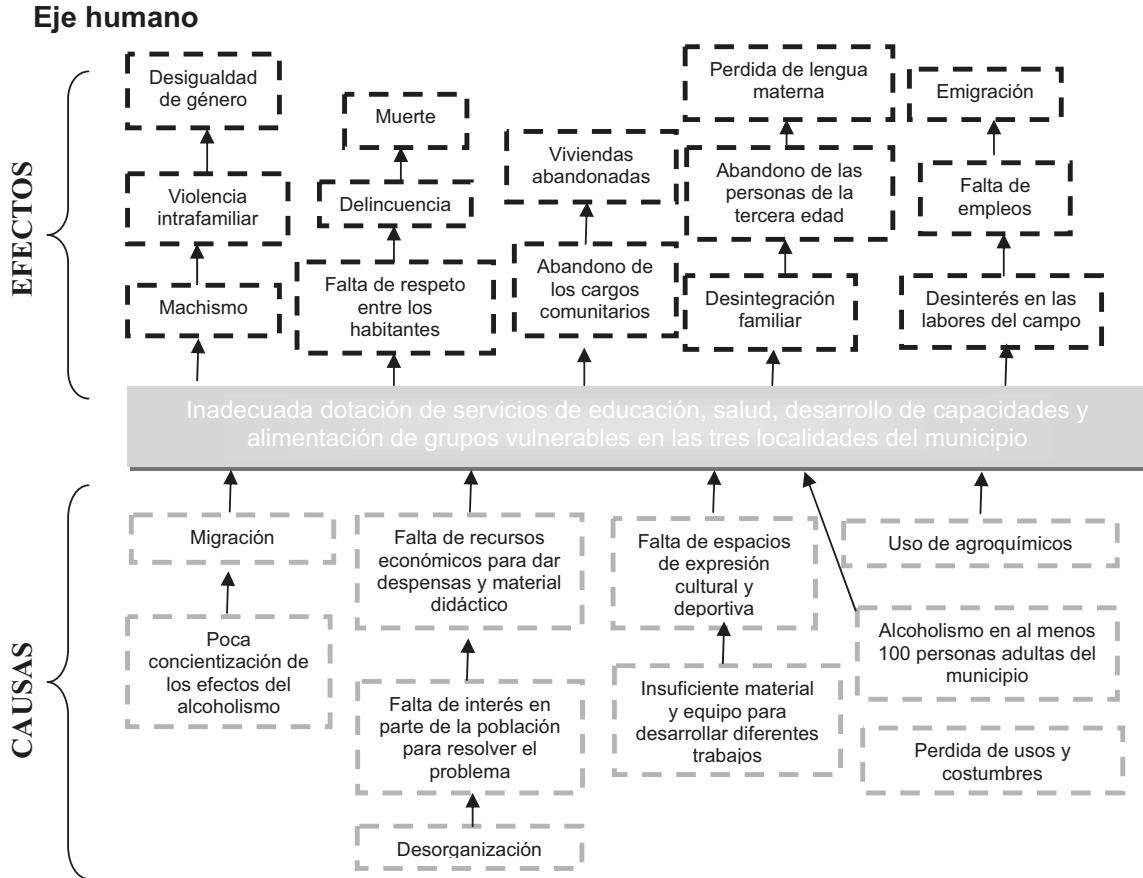 Eje humano
EFECTOS
Desigualdad
de género
Violencia
intrafamiliar
Machismo
Muerte
Delincuencia
Falta de respeto
entre los
habitantes
Viviendas
abandonadas
Abandono de
los cargos
comunitarios
Perdida de lengua
materna
Abandono de las
personas de la
tercera edad
Desintegración
familiar
Emigración
Falta de
empleos
Desinterés en las
labores del campo
Inadecuada dotación de servicios de educación, salud, desarrollo de capacidades y
alimentación de grupos vulnerables en las tres localidades del municipio
CAUSAS
Migración
Poca
concientización de
los efectos del
alcoholismo
Falta de recursos
económicos para dar
despensas y material
didáctico
Falta de interés en
parte de la población
para resolver el
problema
Desorganización
Falta de espacios
de expresión
cultural y
deportiva
Insuficiente material
y equipo para
desarrollar diferentes
trabajos
Uso de agroquímicos
Alcoholismo en al menos
100 personas adultas del
municipio
Perdida de usos y
costumbres